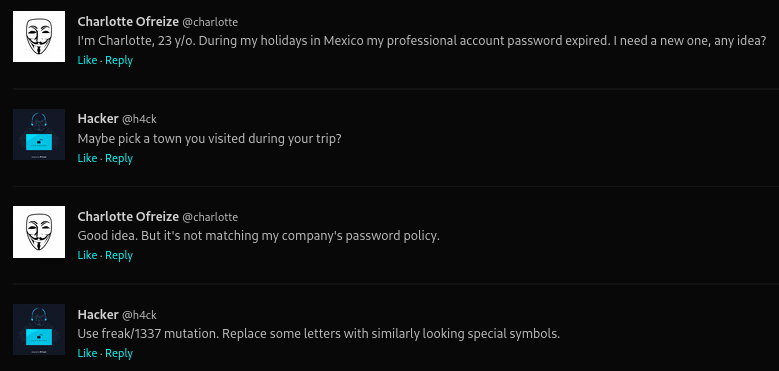 Charlotte Ofreize @charlotte
I'm Charlotte, 23 y/o. During my holidays in Mexico my professional account password expired. I need a new one, any idea?
Like · Reply
Hacker @h4ck
Maybe pick a town you visited during your trip?
Like · Reply
Charlotte Ofreize @charlotte
Good idea. But it's not matching my company's password policy.
Like · Reply
Hacker @h4ck
Use freak/1337 mutation. Replace some letters with similarly looking special symbols.
Like · Reply